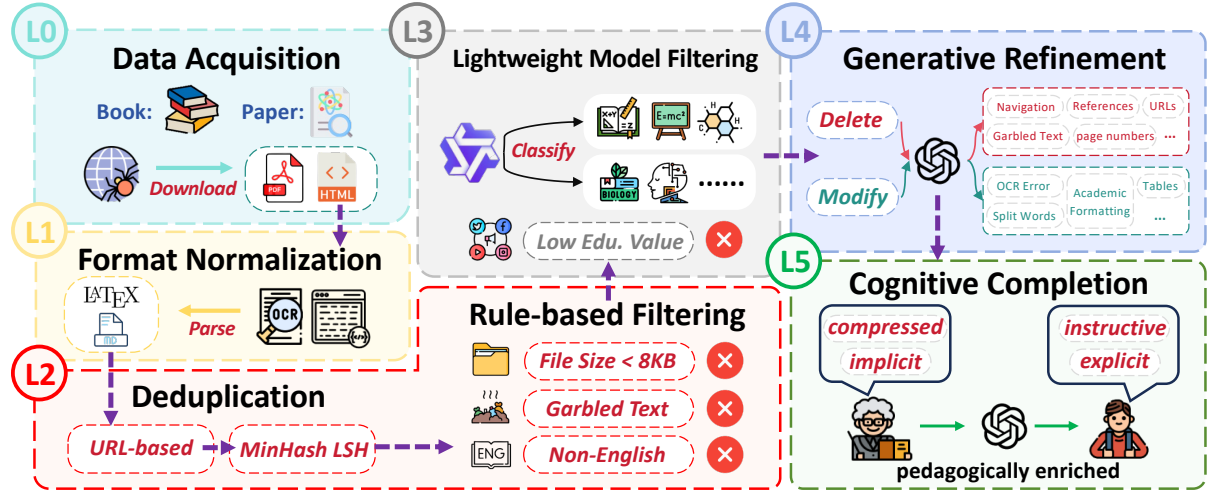 L0
Data Acquisition
Book:
Paper:
Download
PDF
HTML
L1
Format Normalization
LATEX
MD
Parse
OCR
L2
Deduplication
URL-based
MinHash LSH
Rule-based Filtering
File Size < 8KB
Garbled Text
ENG
Non-English
L3
Lightweight Model Filtering
Classify
X+Y
=Z
E=mc²
H
C
H
BIOLOGY
......
Low Edu. Value
L4
Generative Refinement
Delete
Modify
Navigation
References
URLs
Garbled Text
page numbers
...
OCR Error
Academic
Formatting
Tables
Split Words
...
L5
Cognitive Completion
compressed
implicit
instructive
explicit
pedagogically enriched